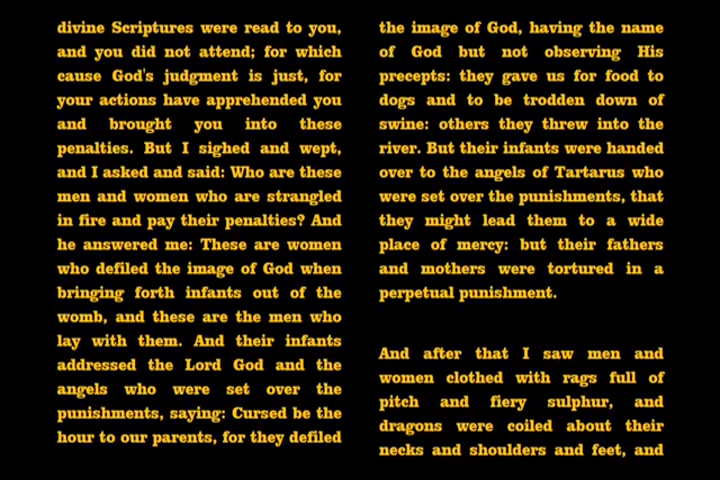 divine Scriptures were read to you,
and you did not attend; for which
cause God's judgment is just, for
your actions have apprehended you
and brought you into these
penalties. But I sighed and wept,
and I asked and said: Who are these
men and women who are strangled
in fire and pay their penalties? And
he answered me: These are women
who defiled the image of God when
bringing forth infants out of the
womb, and these are the men who
lay with them. And their infants
addressed the Lord God and the
angels who were set over the
punishments, saying: Cursed be the
hour to our parents, for they defiled
the image of God, having the name
of God but not observing His
precepts: they gave us for food to
dogs and to be trodden down of
swine: others they threw into the
river. But their infants were handed
over to the angels of Tartarus who
were set over the punishments, that
they might lead them to a wide
place of mercy: but their fathers
and mothers were tortured in a
perpetual punishment.
And after that I saw men and
women clothed with rags full of
pitch and fiery sulphur, and
dragons were coiled about their
necks and shoulders and feet, and